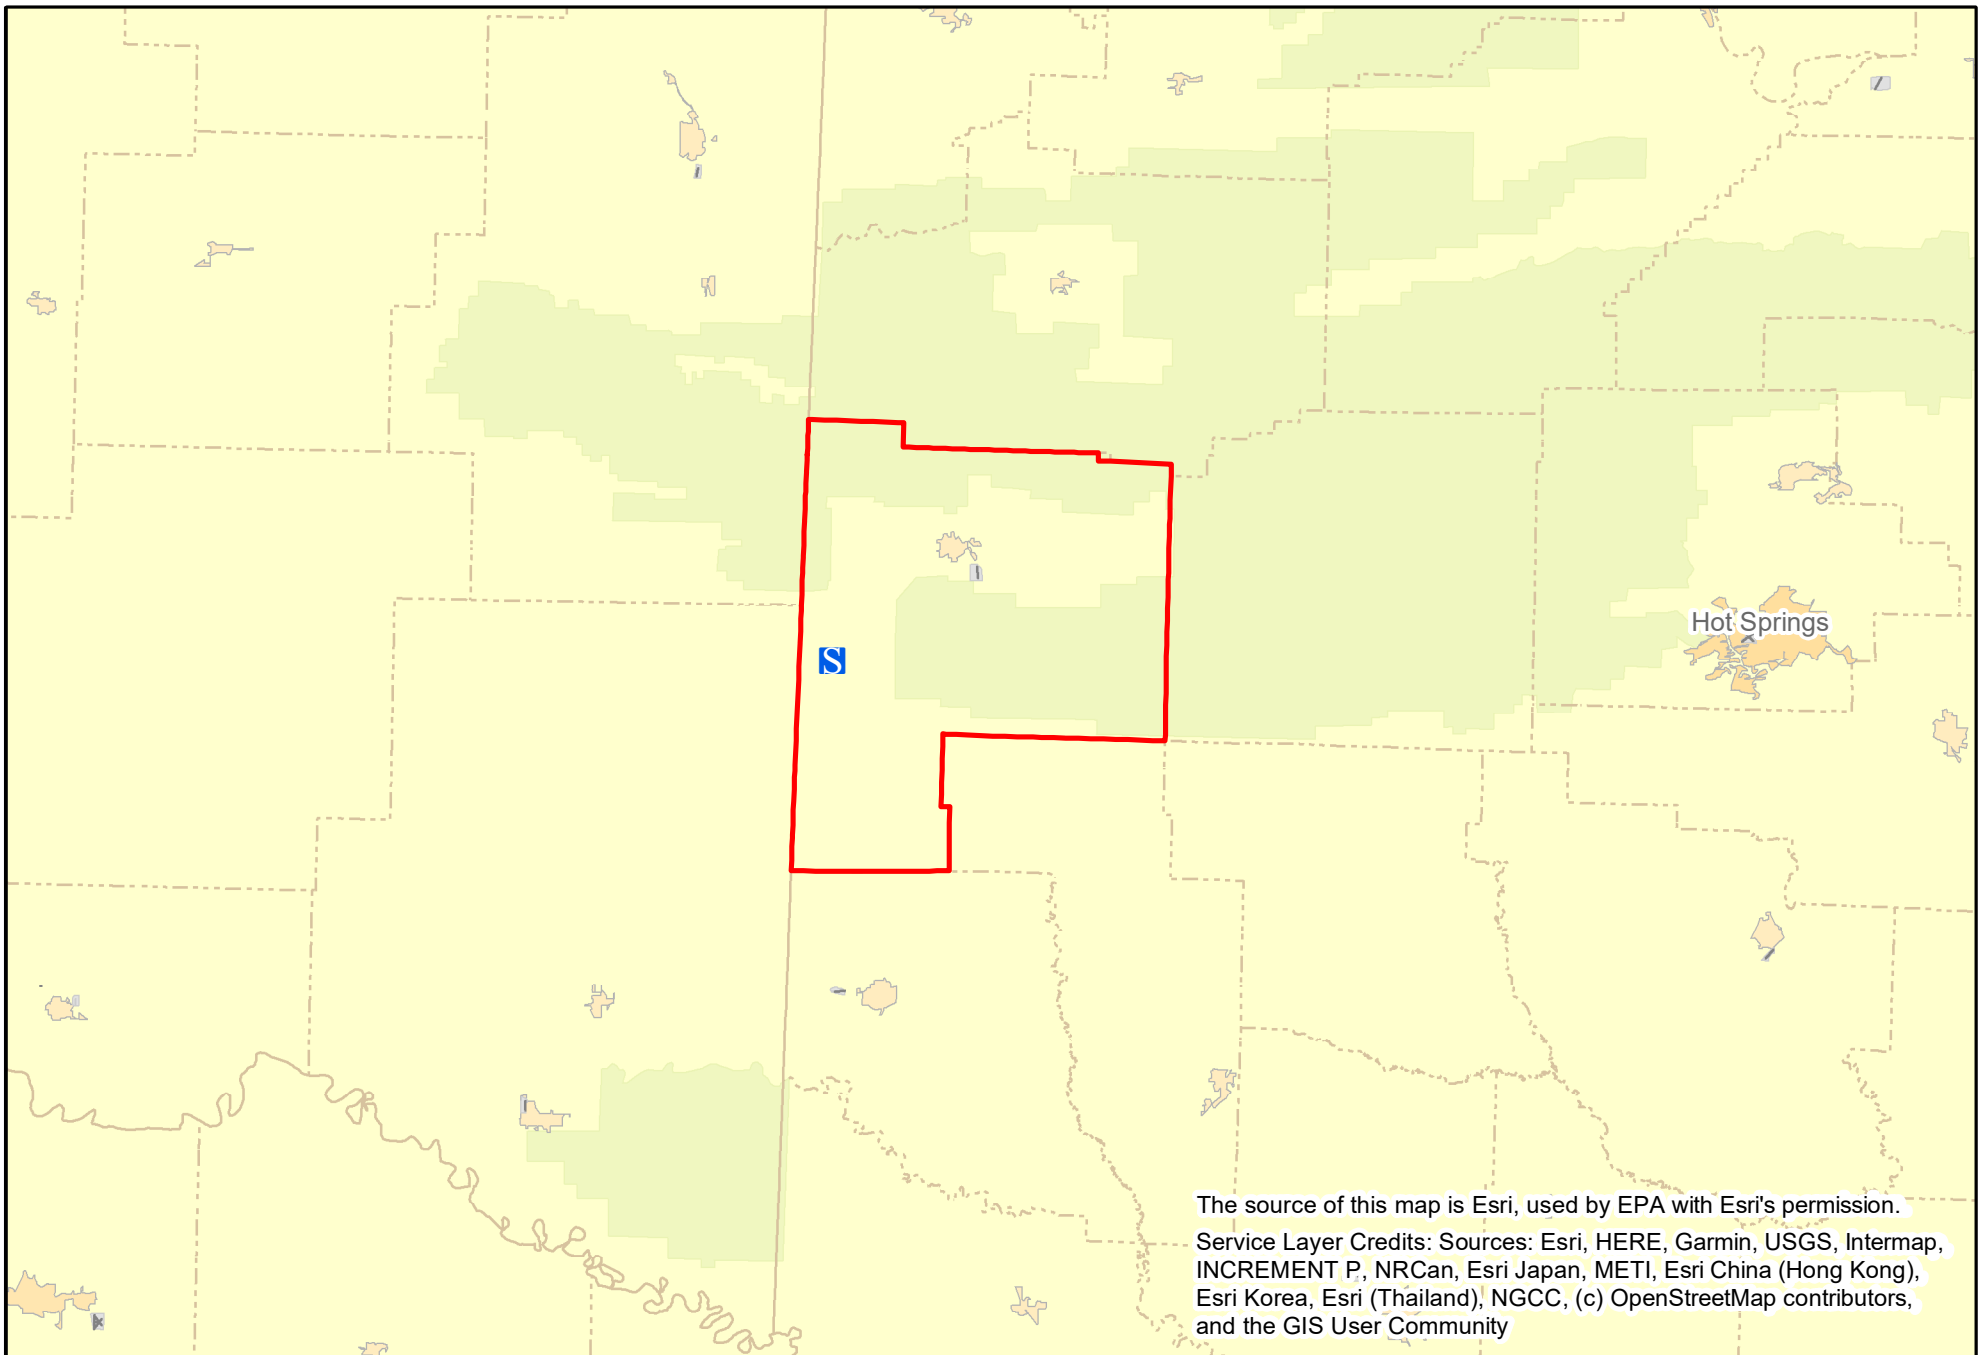 S
Hot Springs
The source of this map is Esri, used by EPA with Esri's permission.
Service Layer Credits: Sources: Esri, HERE, Garmin, USGS, Intermap,
INCREMENT P, NRCan, Esri Japan, METI, Esri China (Hong Kong),
Esri Korea, Esri (Thailand), NGCC, (c) OpenStreetMap contributors,
and the GIS User Community